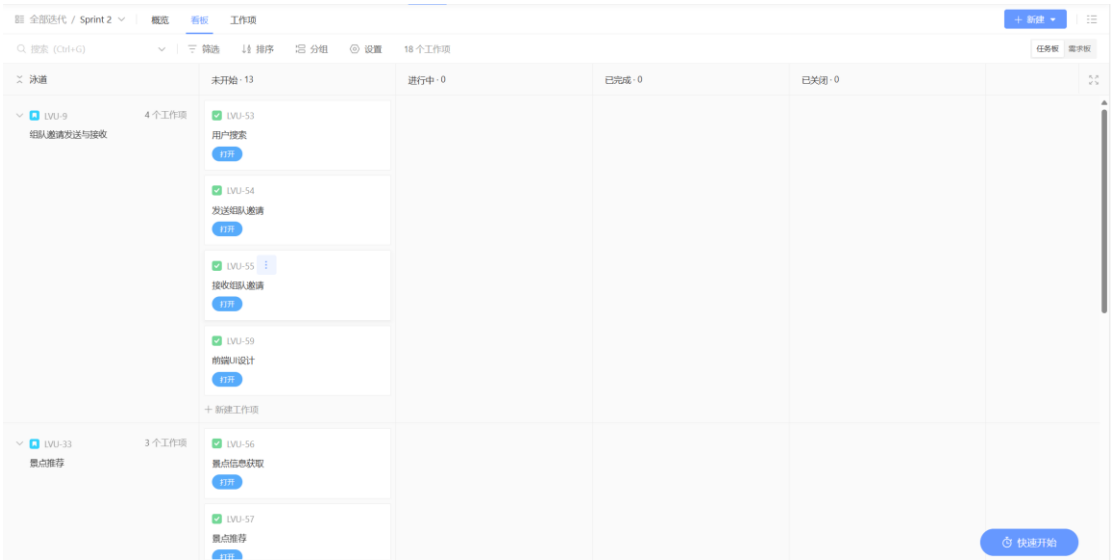 全部迭代 / Sprint 2 概览 看板 工作项 + 新建
搜索 (Ctrl+G) 筛选 排序 分组 设置 18 个工作项 任务板 需求板
泳道 未开始 · 13 进行中 · 0 已完成 · 0 已关闭 · 0
LVU-9 4 个工作项
组队邀请发送与接收
LVU-53
用户搜索
打开
LVU-54
发送组队邀请
打开
LVU-55
接收组队邀请
打开
LVU-59
前端UI设计
打开
+ 新建工作项
LVU-33 3 个工作项
景点推荐
LVU-56
景点信息获取
打开
LVU-57
景点推荐
打开
快速开始